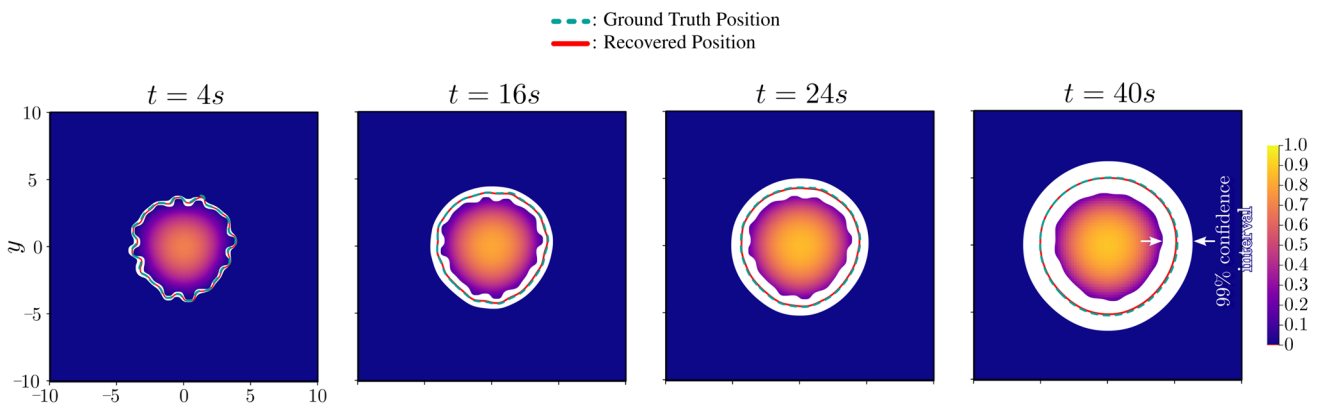 : Ground Truth Position
: Recovered Position
t = 4s
t = 16s
t = 24s
t = 40s
10
5
0
−5
−10
y
−10
−5
0
5
10
99% confidence
interval
1.0
0.9
0.8
0.7
0.6
0.5
0.4
0.3
0.2
0.1
0